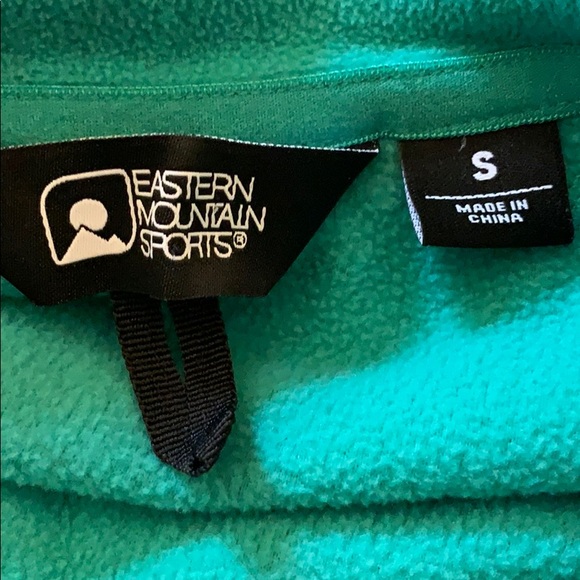 EASTERN
MOUNTAIN
SPORTS®
S
MADE IN
CHINA